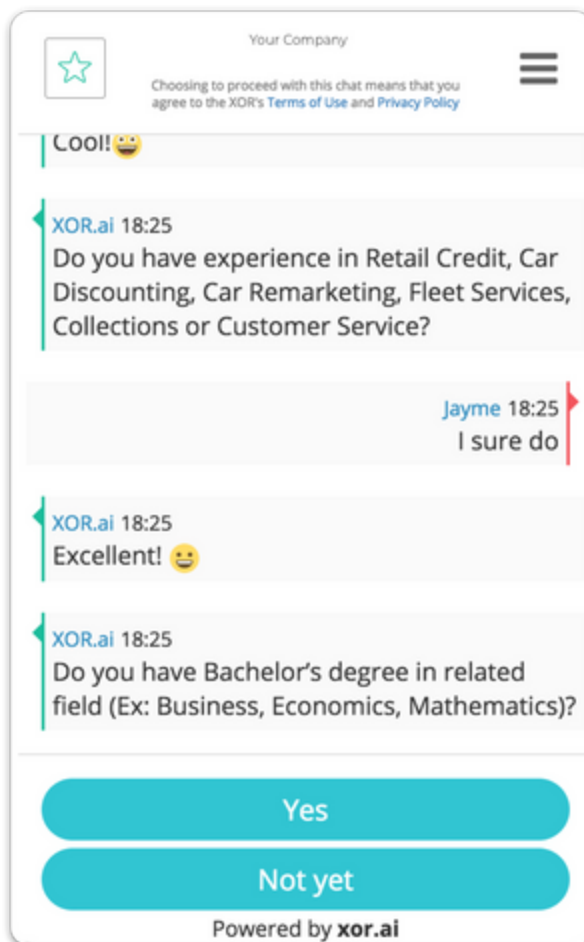 Your Company
Choosing to proceed with this chat means that you
agree to the XOR's Terms of Use and Privacy Policy
Cool!😀
XOR.ai 18:25
Do you have experience in Retail Credit, Car
Discounting, Car Remarketing, Fleet Services,
Collections or Customer Service?
Jayme 18:25
I sure do
XOR.ai 18:25
Excellent! 😀
XOR.ai 18:25
Do you have Bachelor’s degree in related
field (Ex: Business, Economics, Mathematics)?
Yes
Not yet
Powered by xor.ai